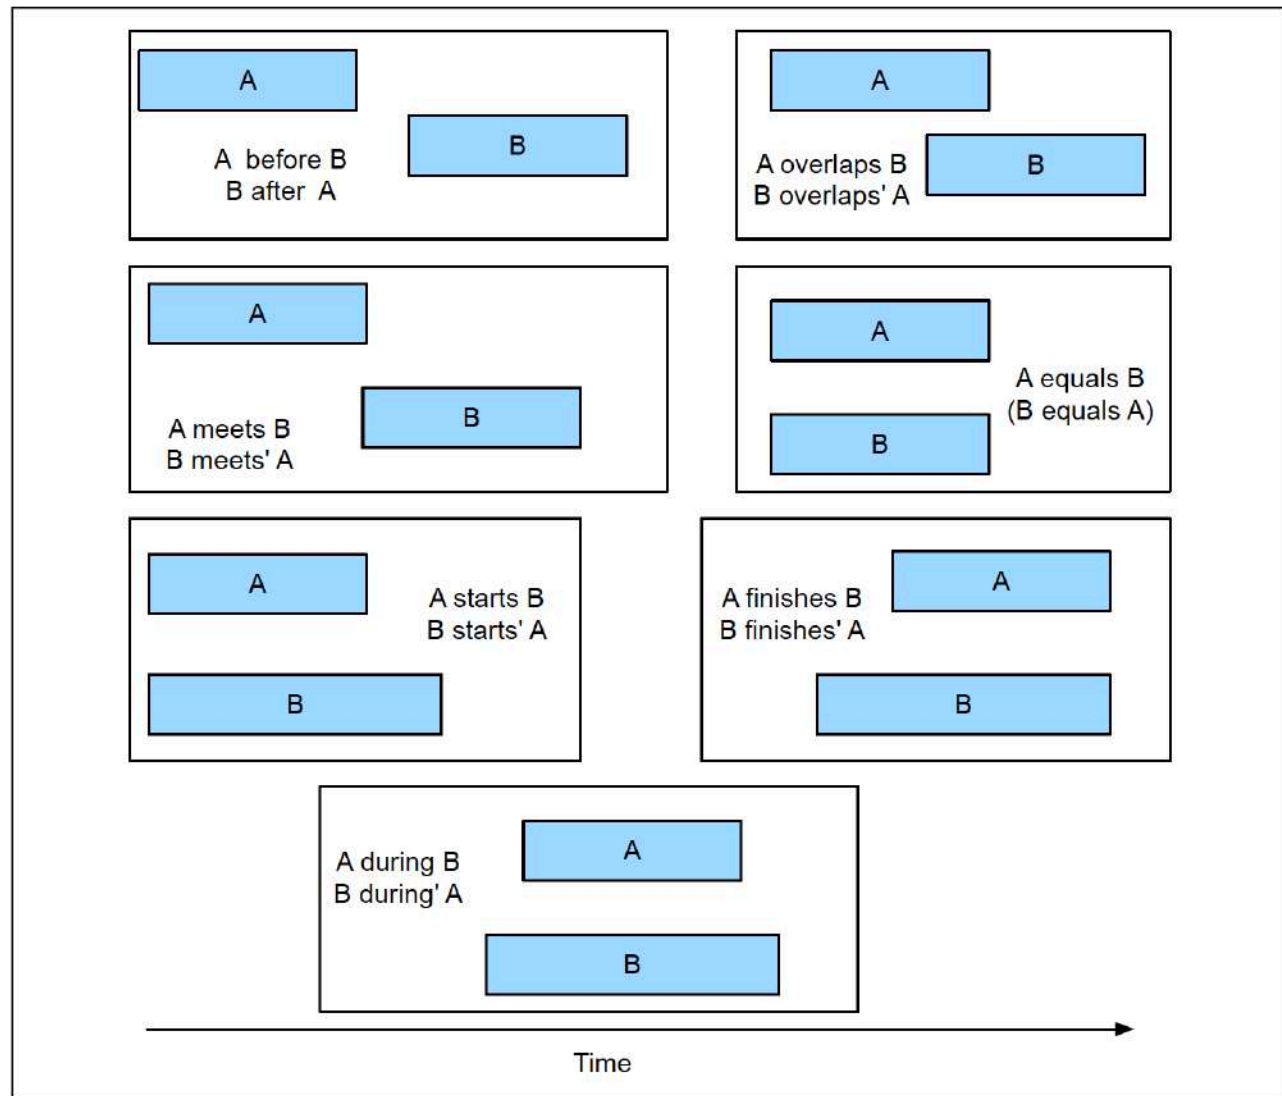 A
B
A before B
B after A
A
B
A overlaps B
B overlaps' A
A
B
A meets B
B meets' A
A
B
A equals B
(B equals A)
A
A starts B
B starts' A
B
A
A finishes B
B finishes' A
B
A
A during B
B during' A
B
Time